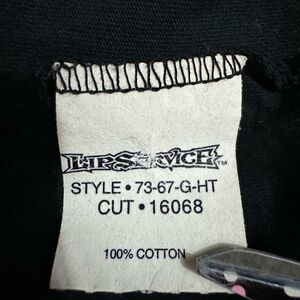 LIP SERVICE™
STYLE • 73-67-G-HT
CUT • 16068
100% COTTON